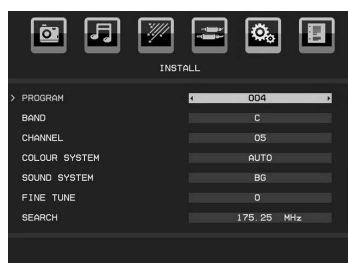 INSTALL
> PROGRAM 004
BAND C
CHANNEL 05
COLOUR SYSTEM AUTO
SOUND SYSTEM BG
FINE TUNE 0
SEARCH 175.25 MHz